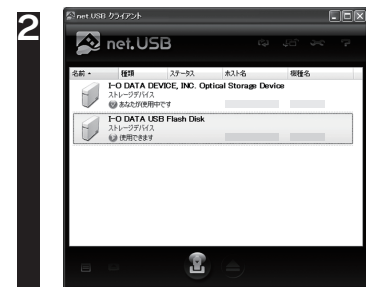 2
net.USB クライアント
net.USB
名前 種類 ステータス ホスト名 機種名
I-O DATA DEVICE, INC. Optical Storage Device
ストレージデバイス
あなたが使用中です
I-O DATA USB Flash Disk
ストレージデバイス
使用できます